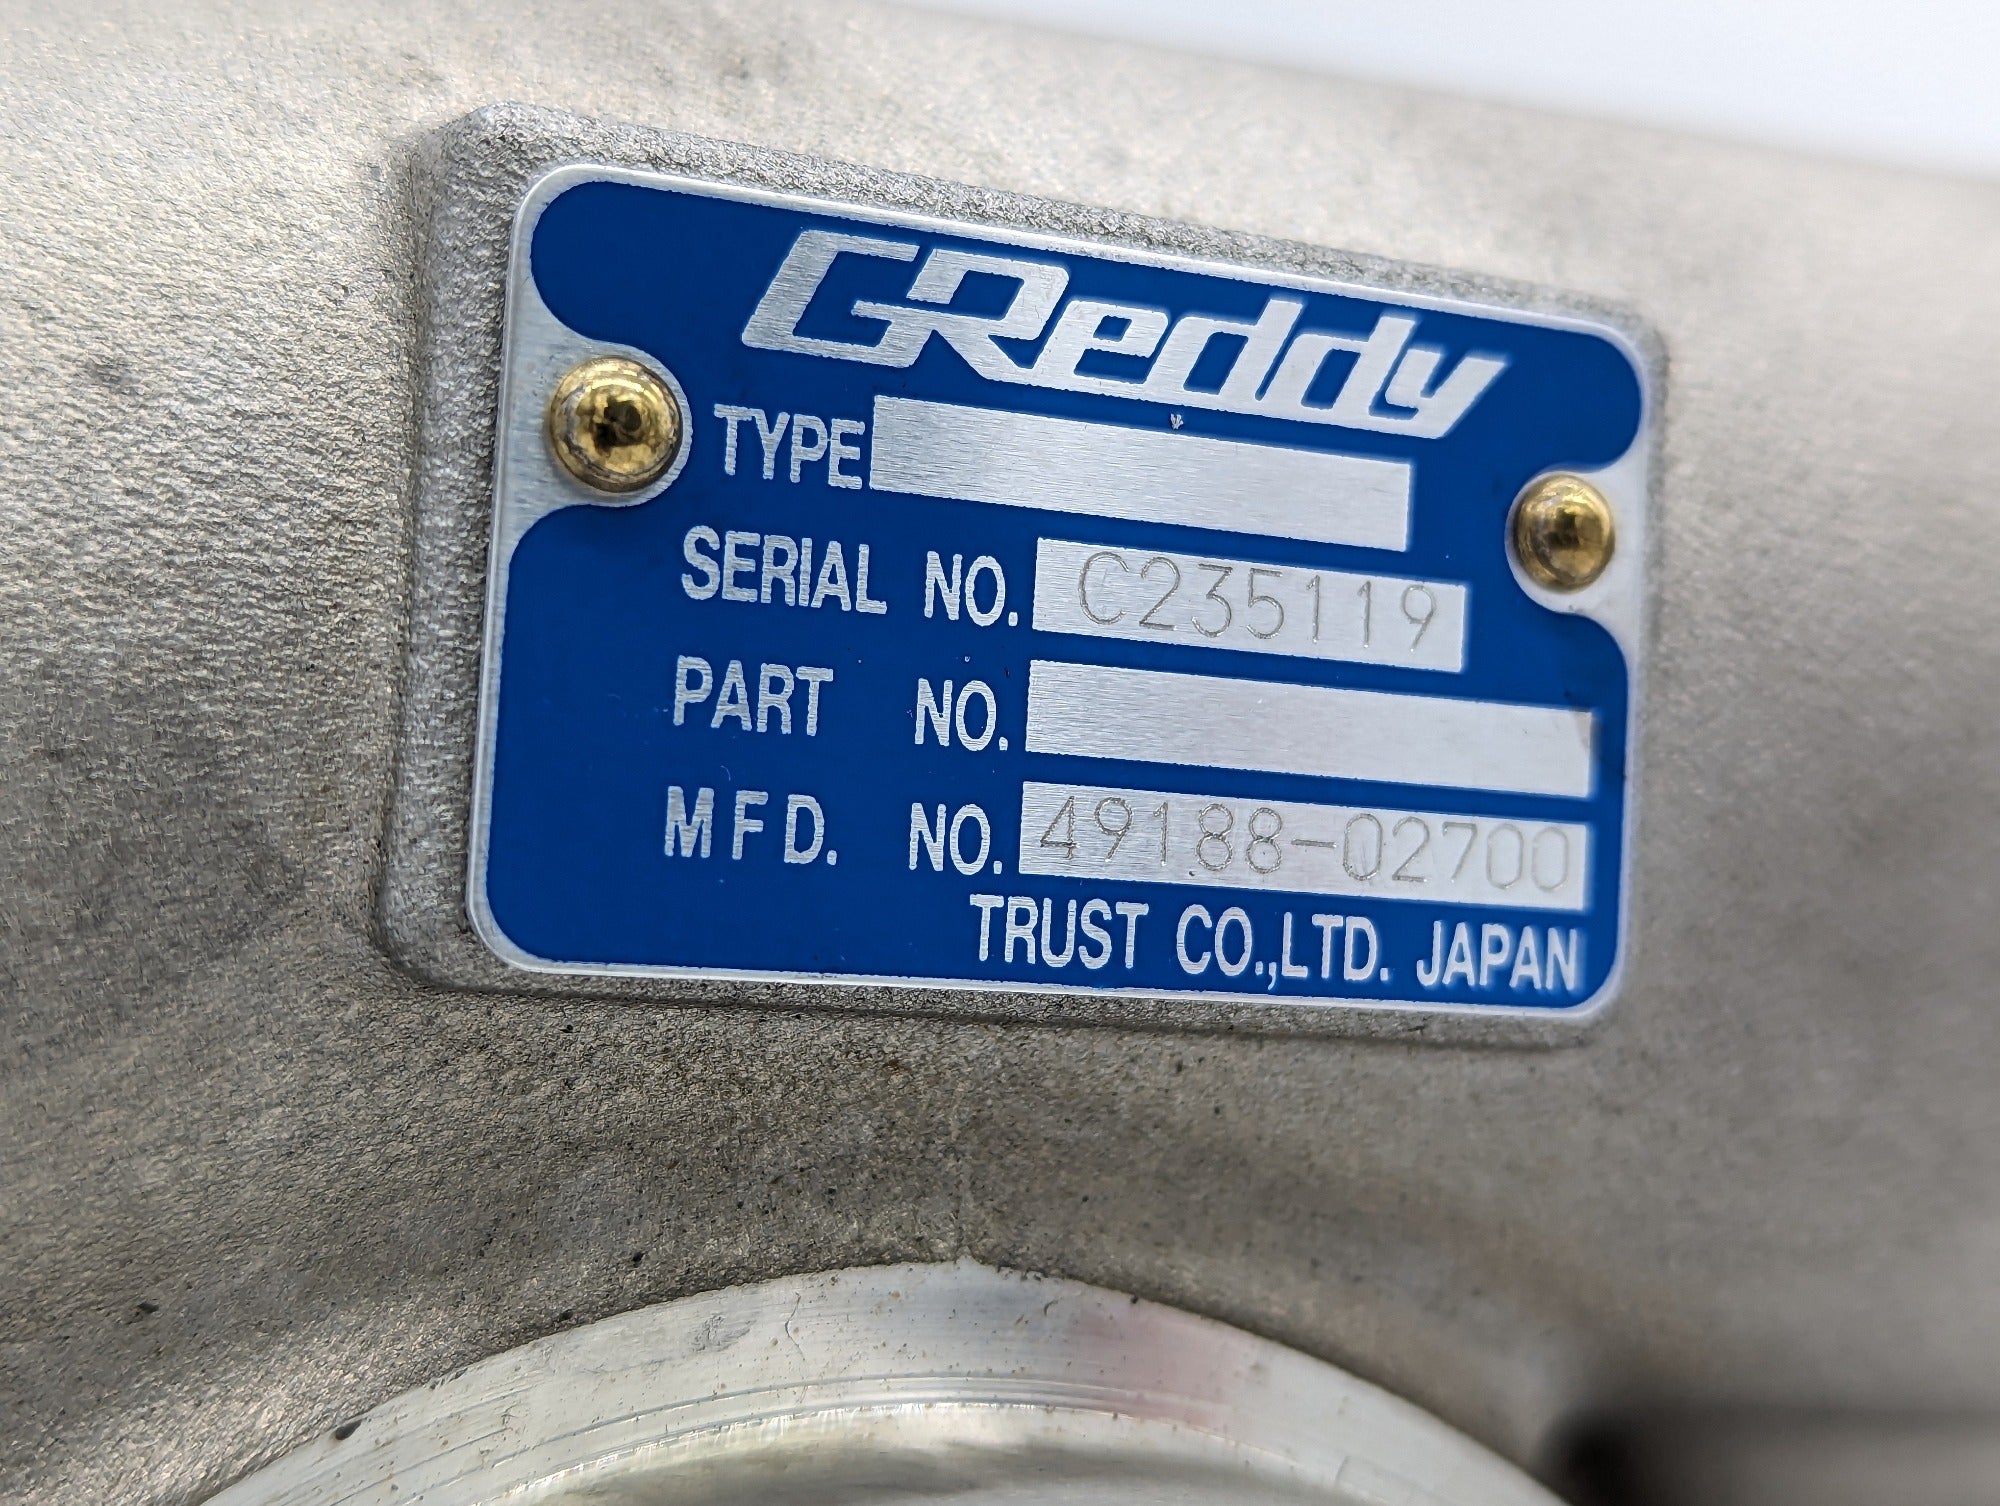 GReddy
TYPE
SERIAL NO. C235119
PART NO.
MFD. NO. 49188-02700
TRUST CO.,LTD. JAPAN